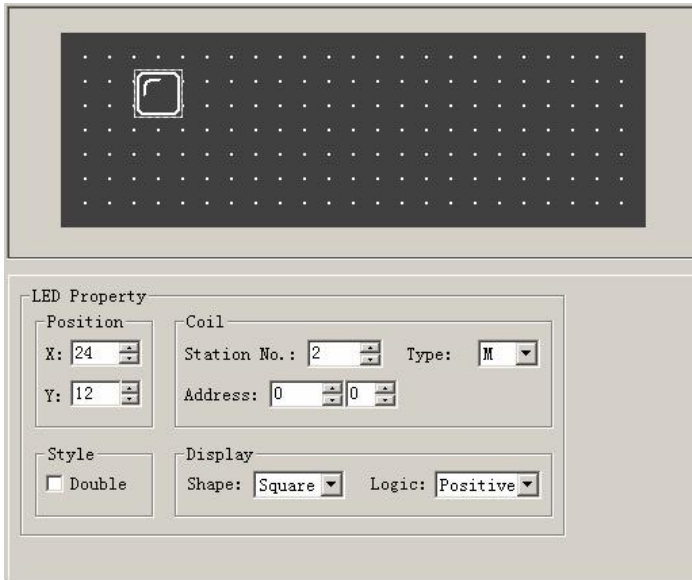 LED Property
Position
Coil
X: 24
Station No.: 2
Type: M
Y: 12
Address: 0 0
Style
Display
Double
Shape: Square
Logic: Positive